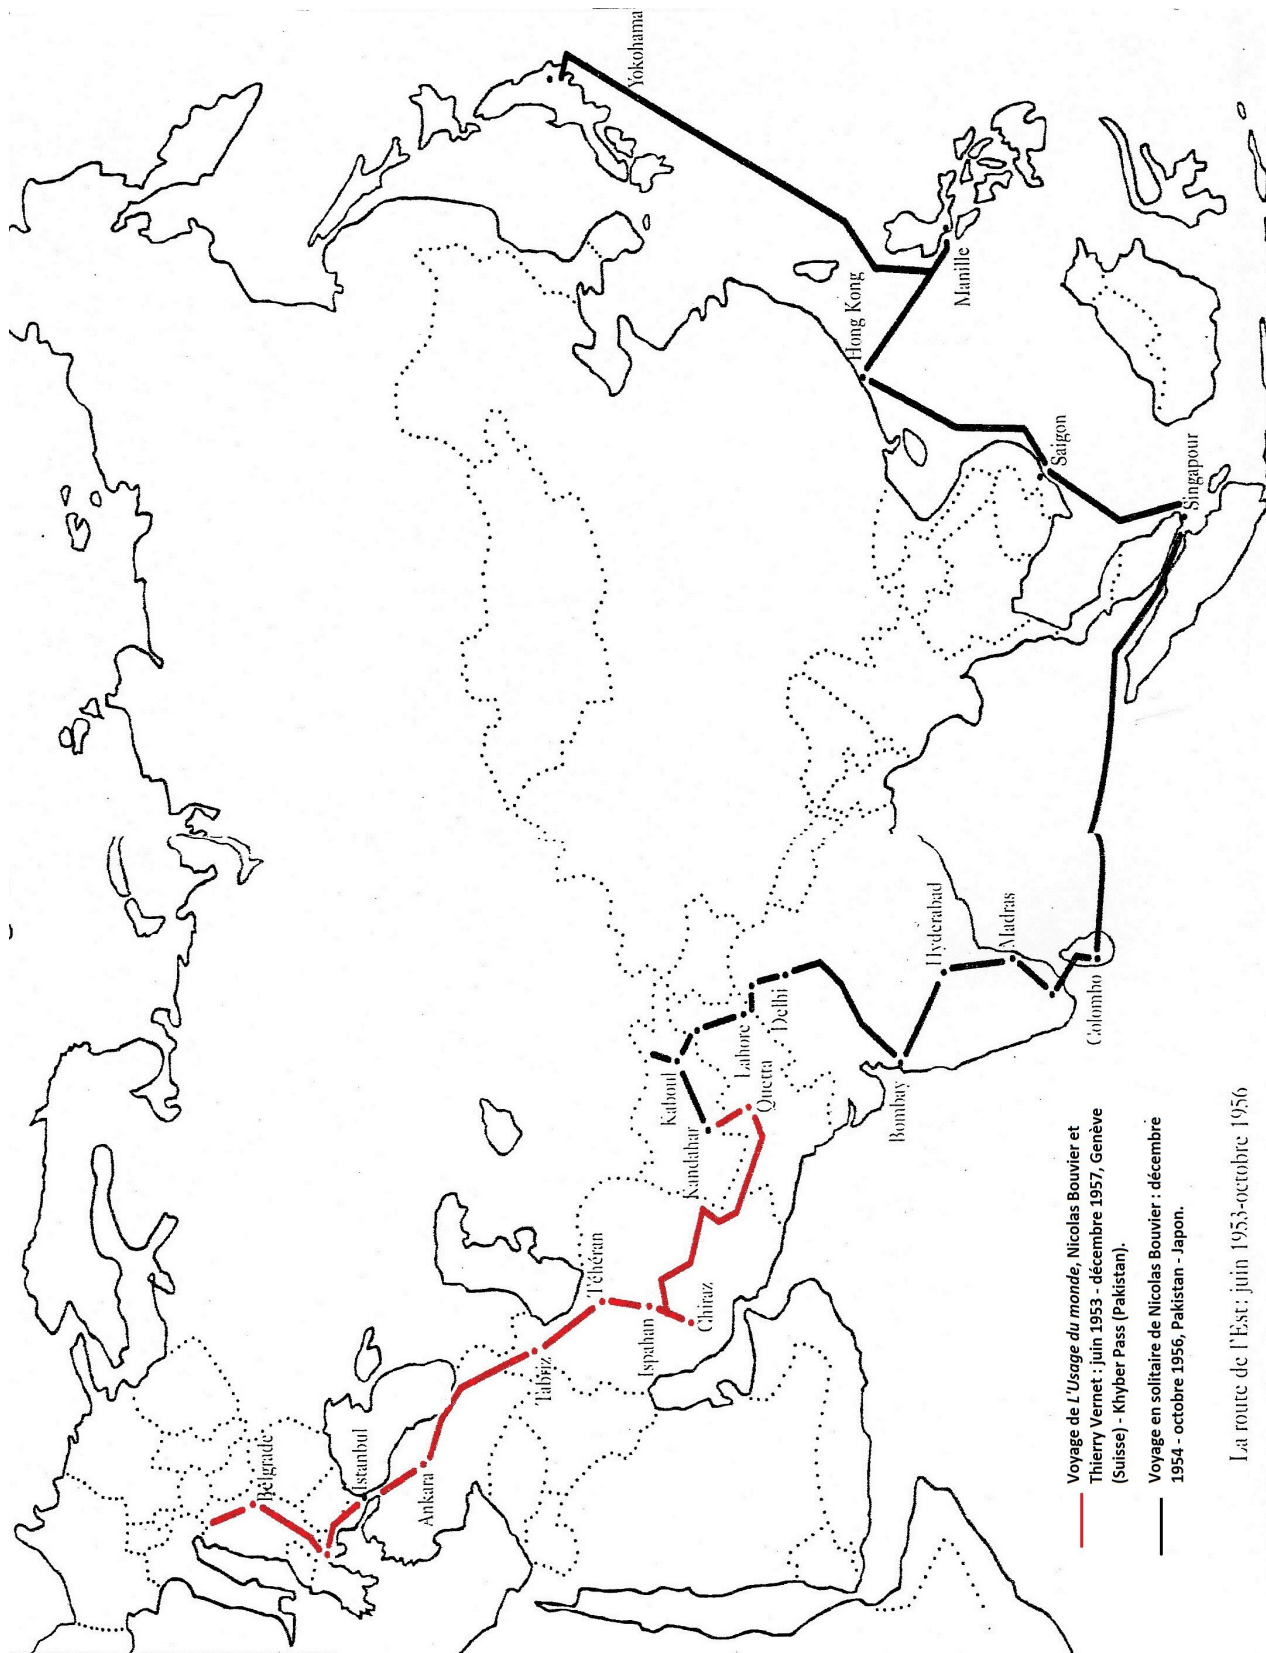 Yokohama
Hong Kong
Manille
Saigon
Singapour
Hyderabad
Madras
Colombo
Bombay
Delhi
Lahore
Quetta
Kaboul
Kandahar
Téhéran
Chiraz
Ispahan
Tabriz
Ankara
Istanbul
Belgrade
Voyage de L'Usage du monde, Nicolas Bouvier et
Thierry Vernet : juin 1953 - décembre 1957, Genève
(Suisse) - Khyber Pass (Pakistan).
Voyage en solitaire de Nicolas Bouvier : décembre
1954 - octobre 1956, Pakistan - Japon.
La route de l'Est : juin 1953-octobre 1956